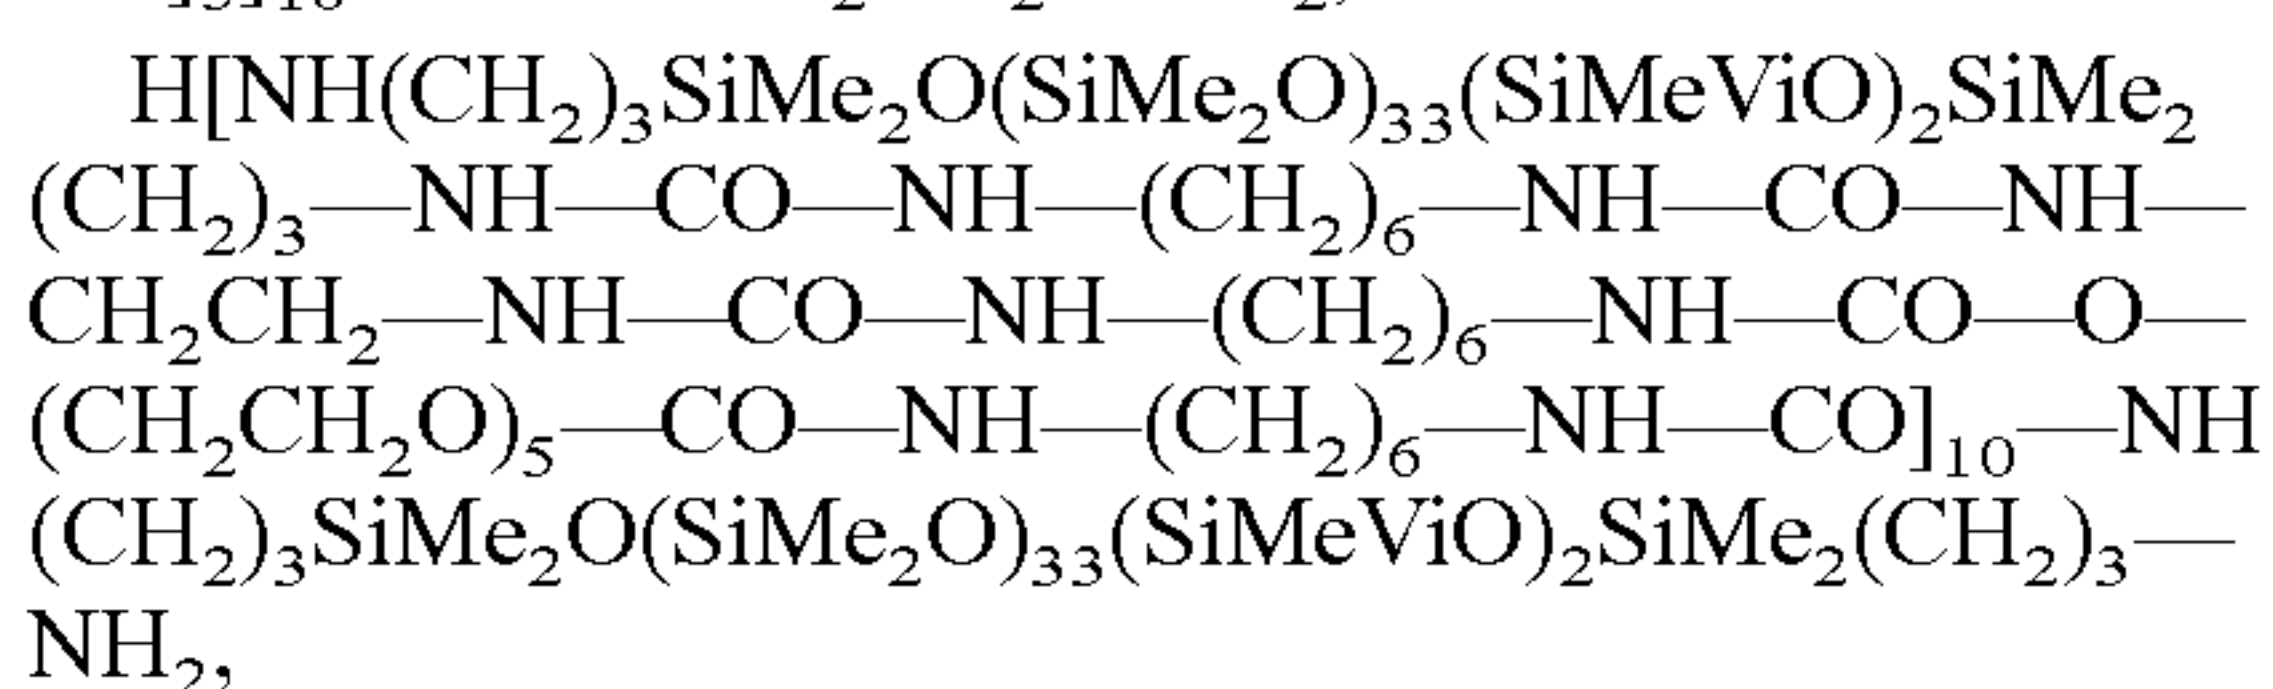 H[NH(CH₂)₃SiMe₂O(SiMe₂O)₃₃(SiMeViO)₂SiMe₂
(CH₂)₃—NH—CO—NH—(CH₂)₆—NH—CO—NH—
CH₂CH₂—NH—CO—NH—(CH₂)₆—NH—CO—O—
(CH₂CH₂O)₅—CO—NH—(CH₂)₆—NH—CO]₁₀—NH
(CH₂)₃SiMe₂O(SiMe₂O)₃₃(SiMeViO)₂SiMe₂(CH₂)₃—
NH₂,